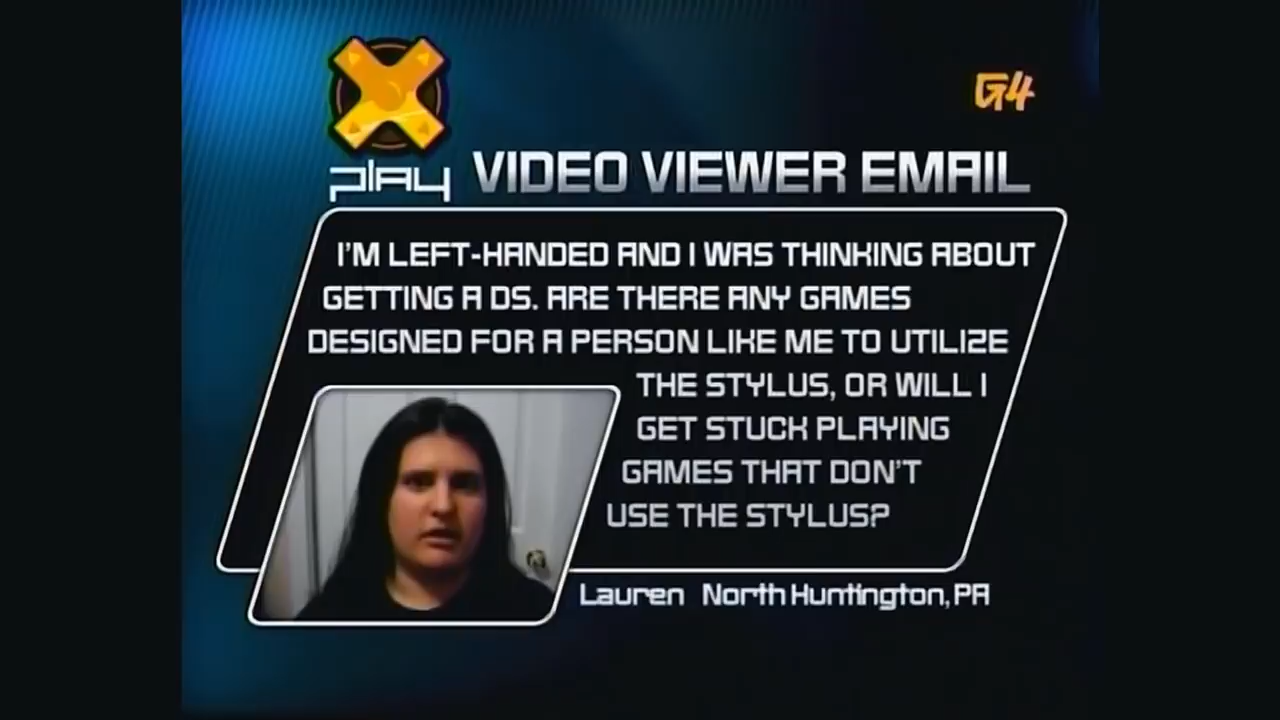 G4
play VIDEO VIEWER EMAIL
I'M LEFT-HANDED AND I WAS THINKING ABOUT
GETTING A DS. ARE THERE ANY GAMES
DESIGNED FOR A PERSON LIKE ME TO UTILIZE
THE STYLUS, OR WILL I
GET STUCK PLAYING
GAMES THAT DON'T
USE THE STYLUS?
Lauren North Huntington, PA